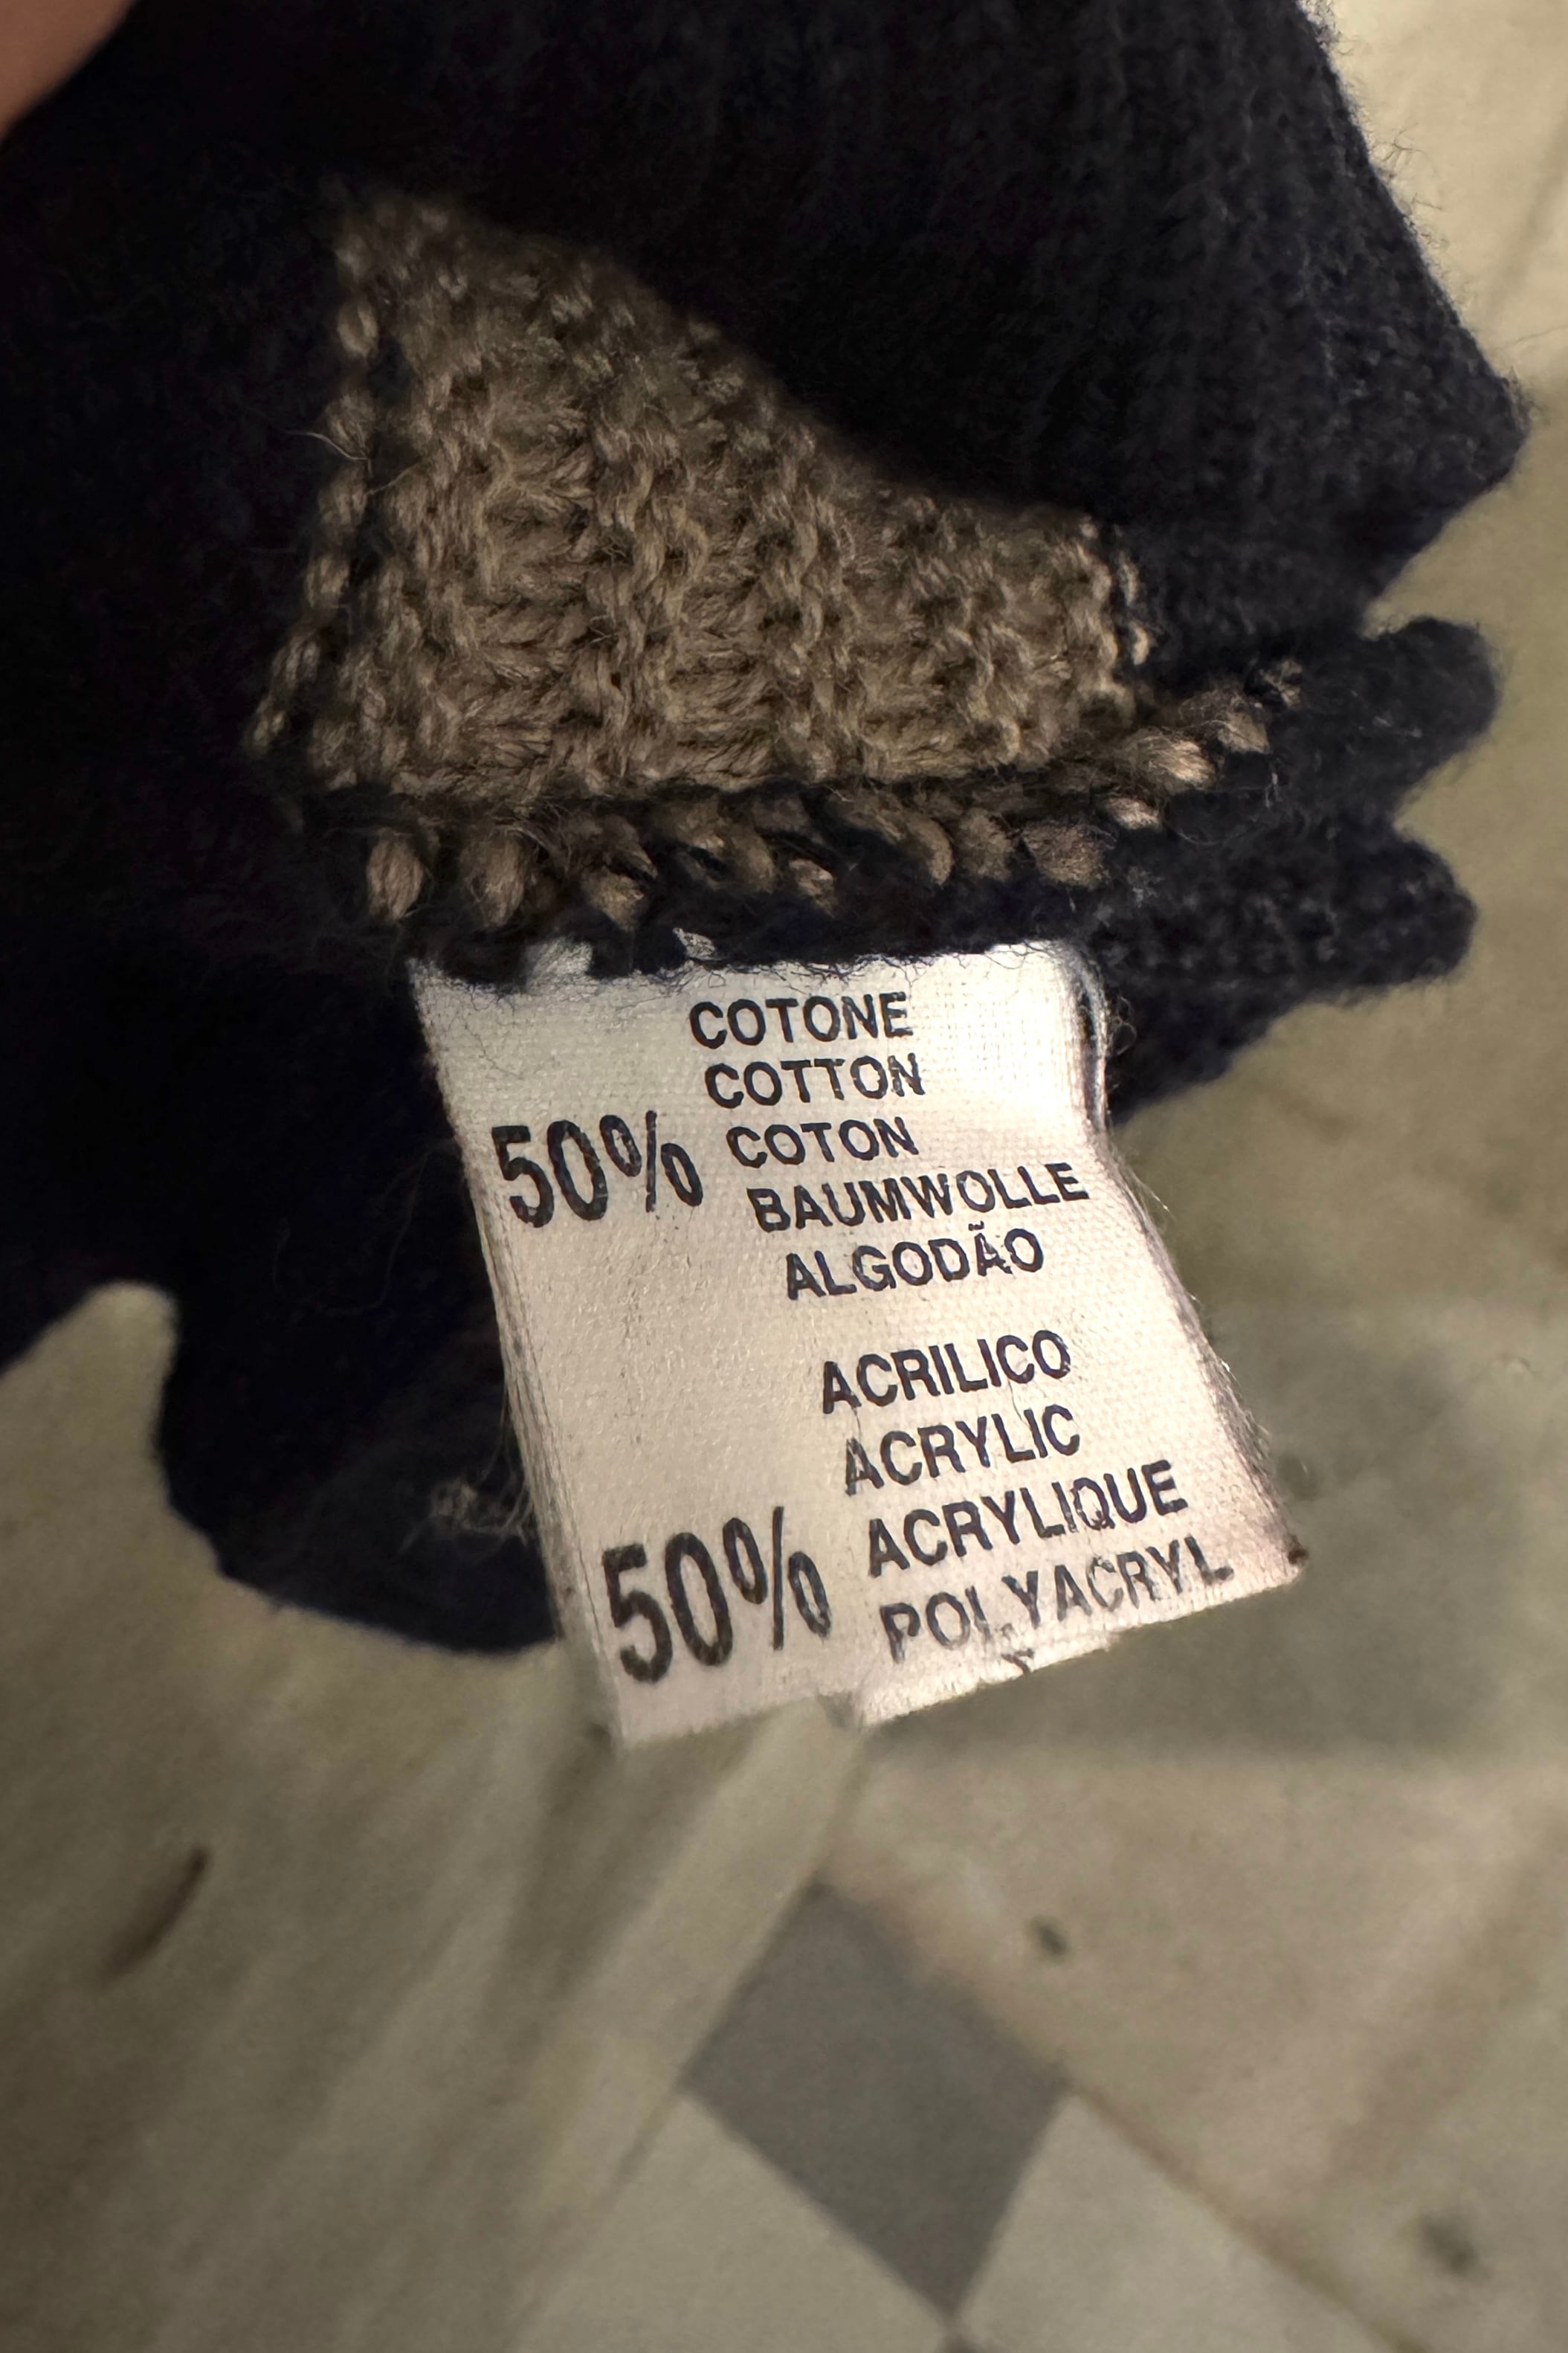 COTONE
COTTON
50% COTON
BAUMWOLLE
ALGODÃO
ACRILICO
ACRYLIC
50% ACRYLIQUE
POLYACRYL